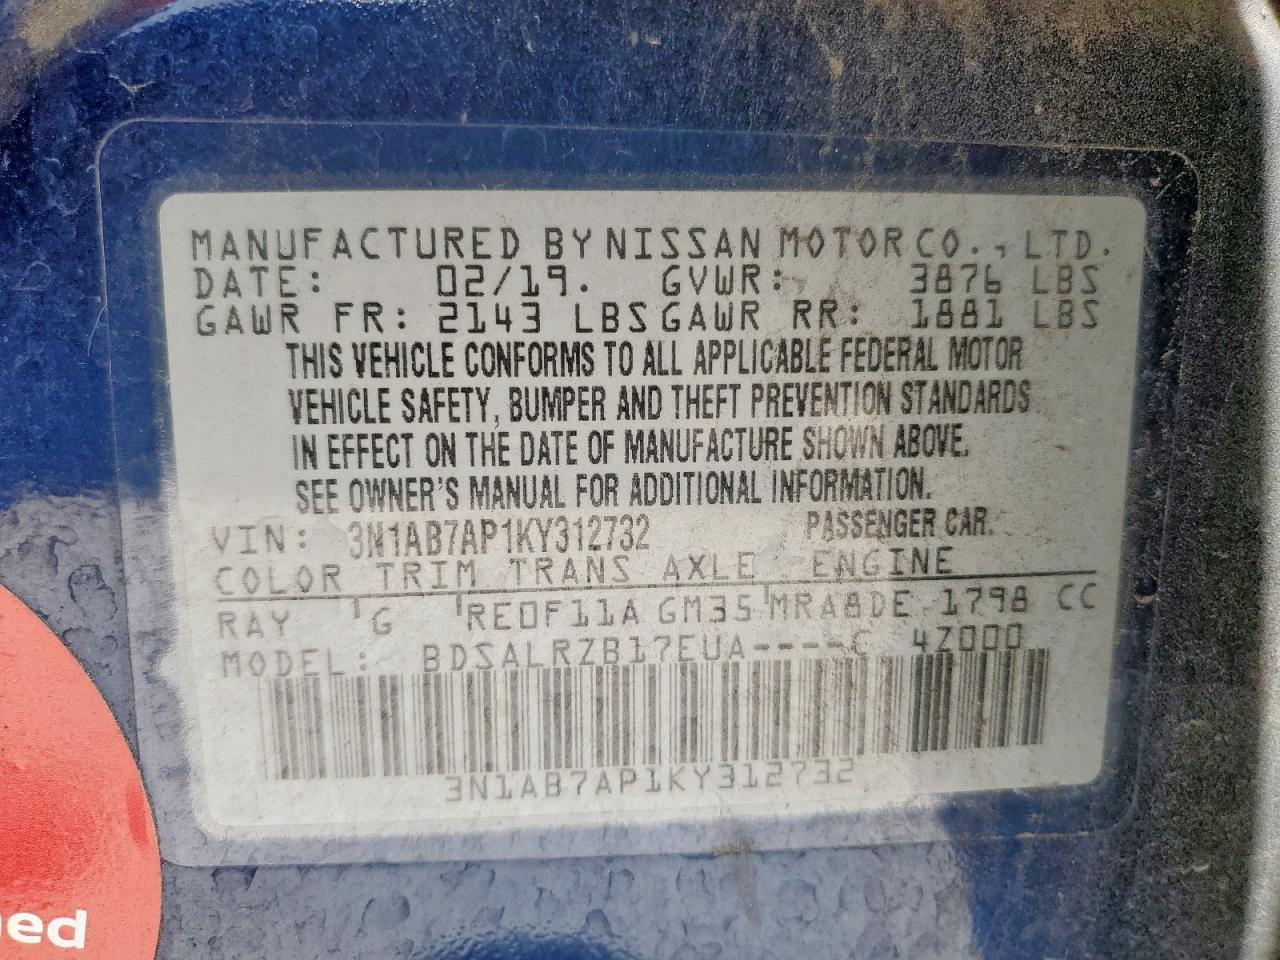 MANUFACTURED BY NISSAN MOTOR CO., LTD.
DATE: 02/19. GVWR: 3876 LBS
GAWR FR: 2143 LBS GAWR RR: 1881 LBS
THIS VEHICLE CONFORMS TO ALL APPLICABLE FEDERAL MOTOR
VEHICLE SAFETY, BUMPER AND THEFT PREVENTION STANDARDS
IN EFFECT ON THE DATE OF MANUFACTURE SHOWN ABOVE.
SEE OWNER'S MANUAL FOR ADDITIONAL INFORMATION.
VIN: 3N1AB7AP1KY312732 PASSENGER CAR.
COLOR TRIM TRANS AXLE ENGINE
RAY G RE0F11A GM35 MRA8DE 1798 CC
MODEL: BDSALRZB17EUA----C 4Z000
3N1AB7AP1KY312732